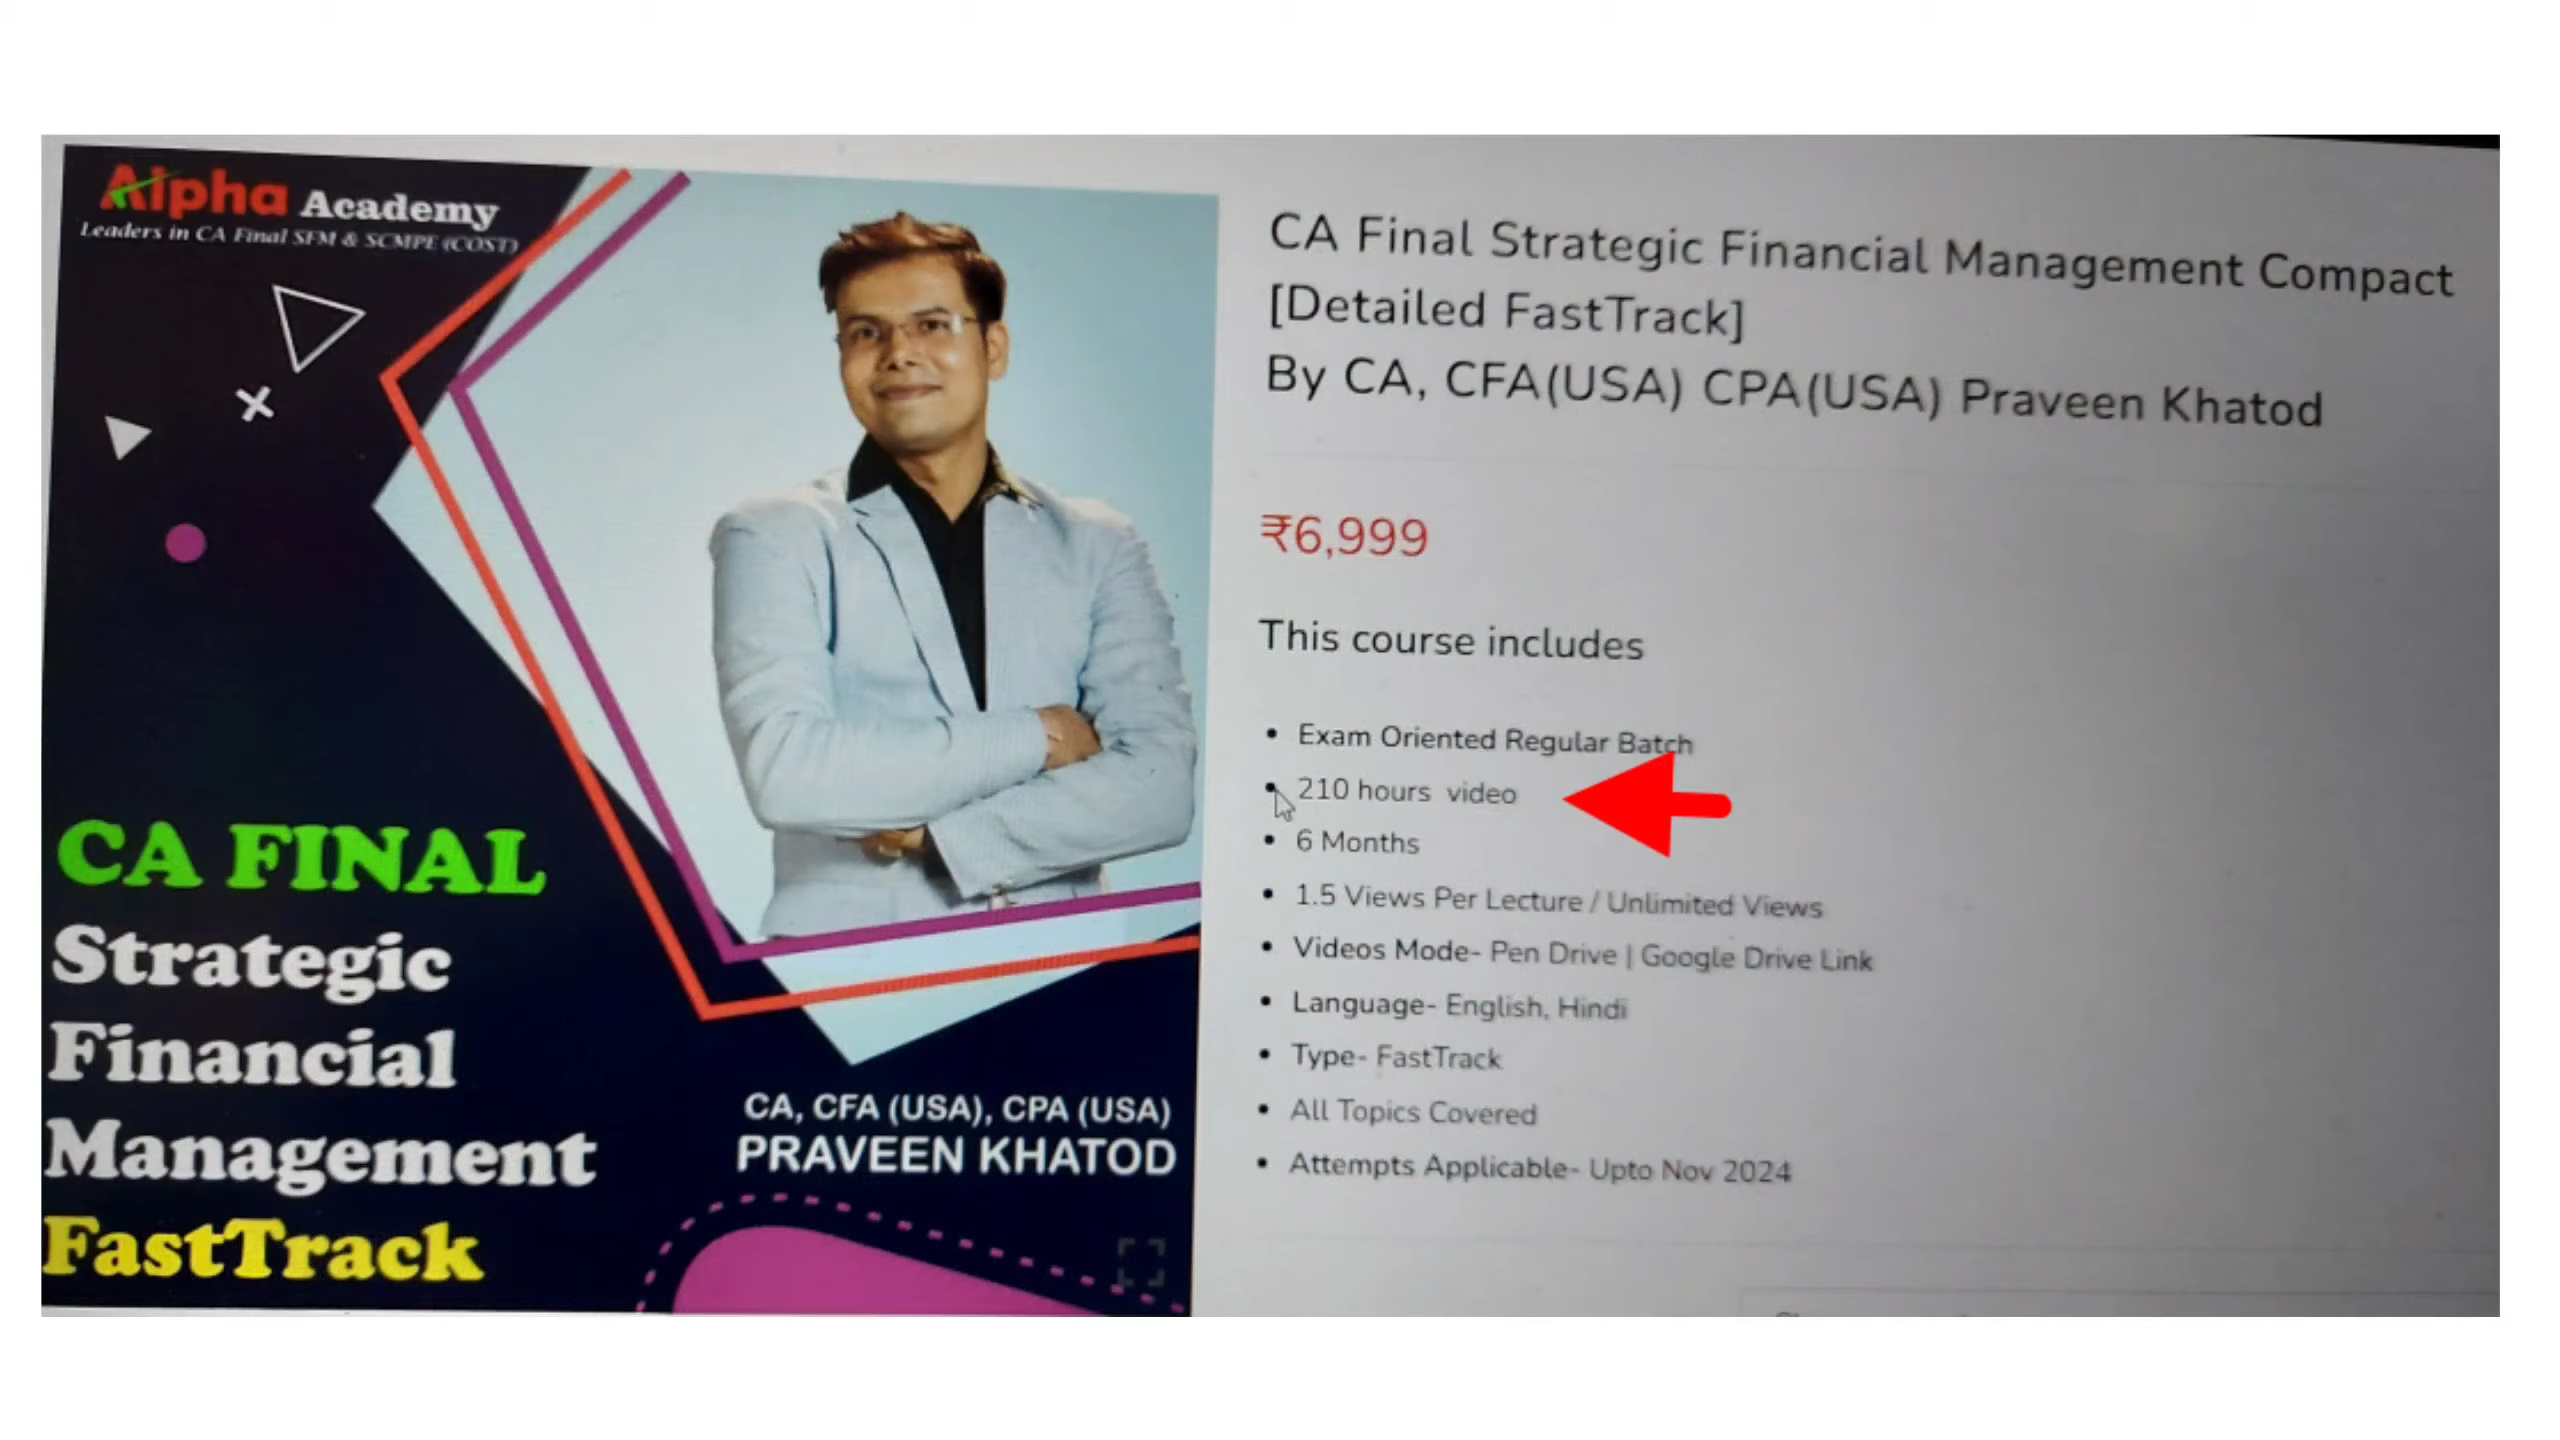 Alpha Academy
Leaders in CA Final SFM & SCMPE (COST)
CA FINAL
Strategic
Financial
Management
FastTrack
CA, CFA (USA), CPA (USA)
PRAVEEN KHATOD
CA Final Strategic Financial Management Compact
[Detailed FastTrack]
By CA, CFA(USA) CPA(USA) Praveen Khatod
₹6,999
This course includes
• Exam Oriented Regular Batch
• 210 hours video
• 6 Months
• 1.5 Views Per Lecture / Unlimited Views
• Videos Mode- Pen Drive | Google Drive Link
• Language- English, Hindi
• Type- FastTrack
• All Topics Covered
• Attempts Applicable- Upto Nov 2024